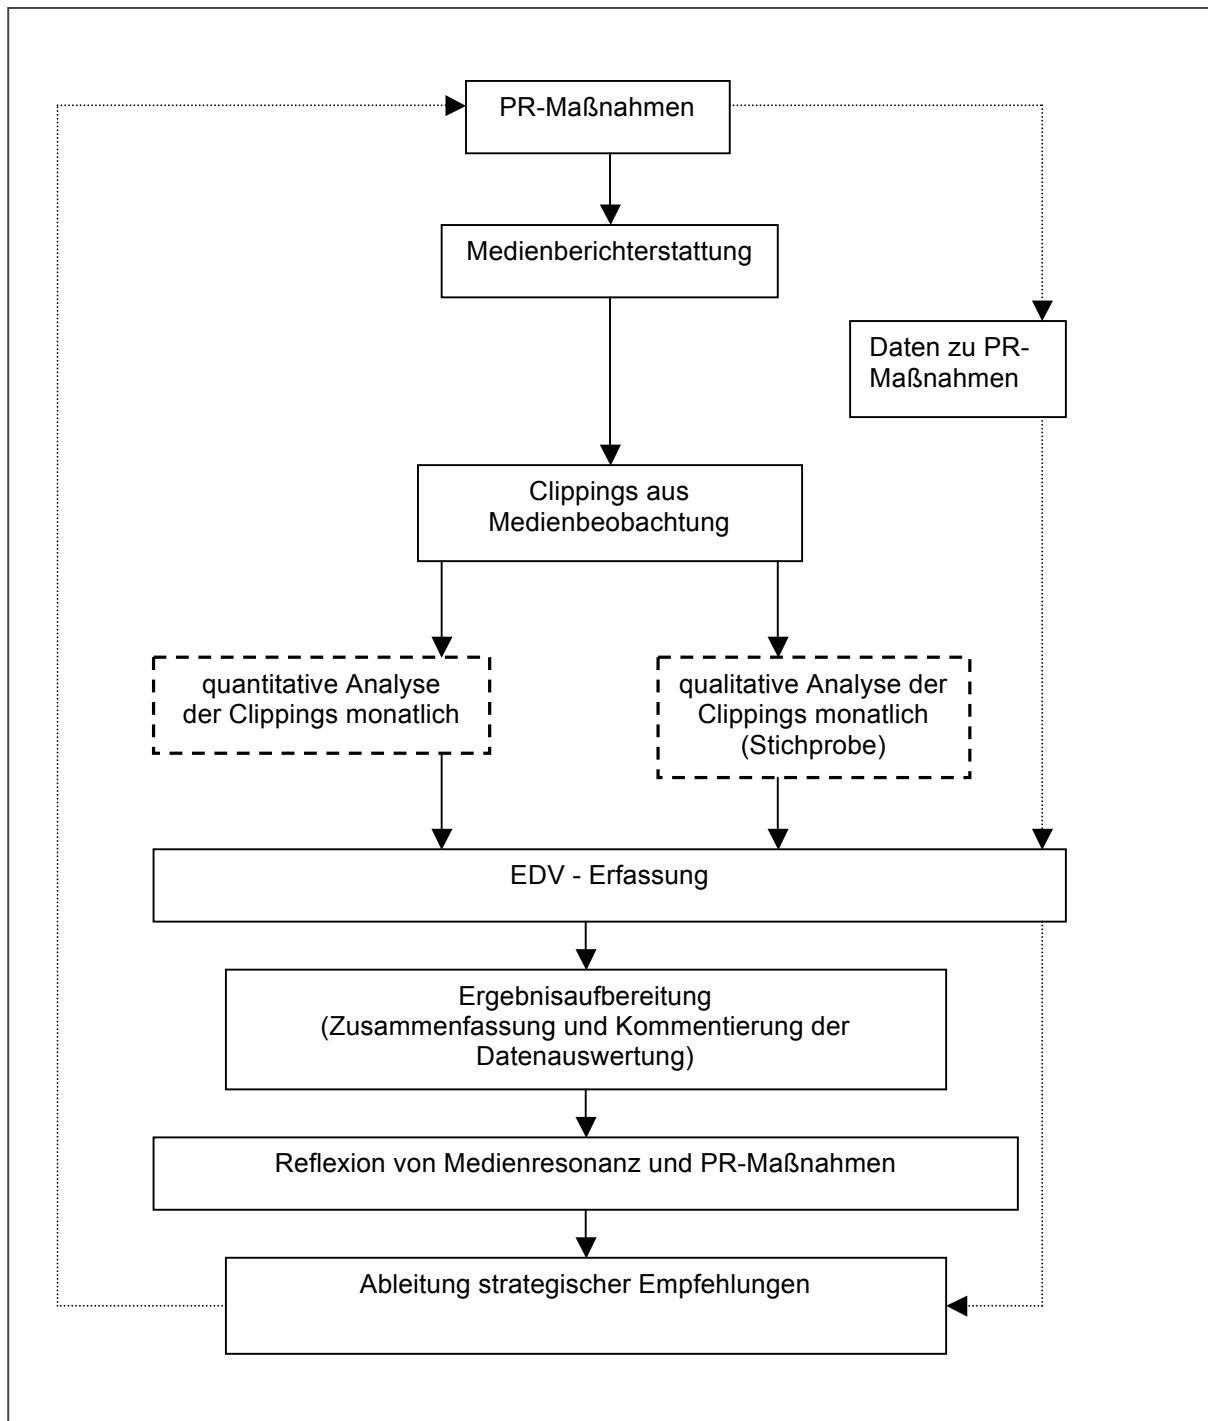 PR-Maßnahmen
Medienberichterstattung
Daten zu PR-
Maßnahmen
Clippings aus
Medienbeobachtung
quantitative Analyse
der Clippings monatlich
qualitative Analyse der
Clippings monatlich
(Stichprobe)
EDV - Erfassung
Ergebnisaufbereitung
(Zusammenfassung und Kommentierung der
Datenauswertung)
Reflexion von Medienresonanz und PR-Maßnahmen
Ableitung strategischer Empfehlungen